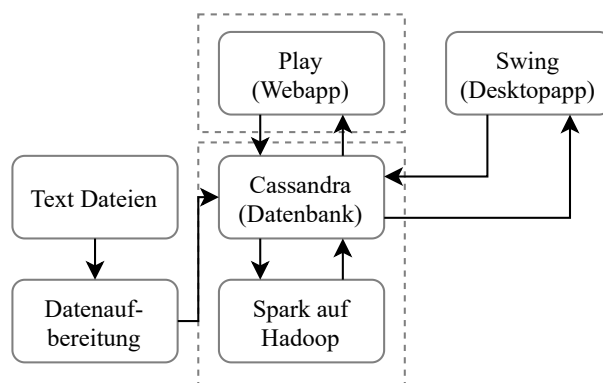 Play
(Webapp)
Swing
(Desktopapp)
Text Dateien
Cassandra
(Datenbank)
Datenauf-
bereitung
Spark auf
Hadoop